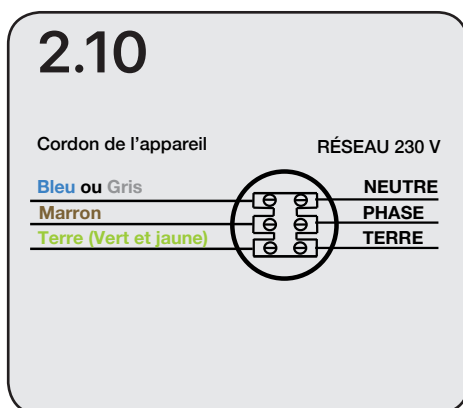 2.10
Cordon de l’appareil
RÉSEAU 230 V
Bleu ou Gris
NEUTRE
Marron
PHASE
Terre (Vert et jaune)
TERRE